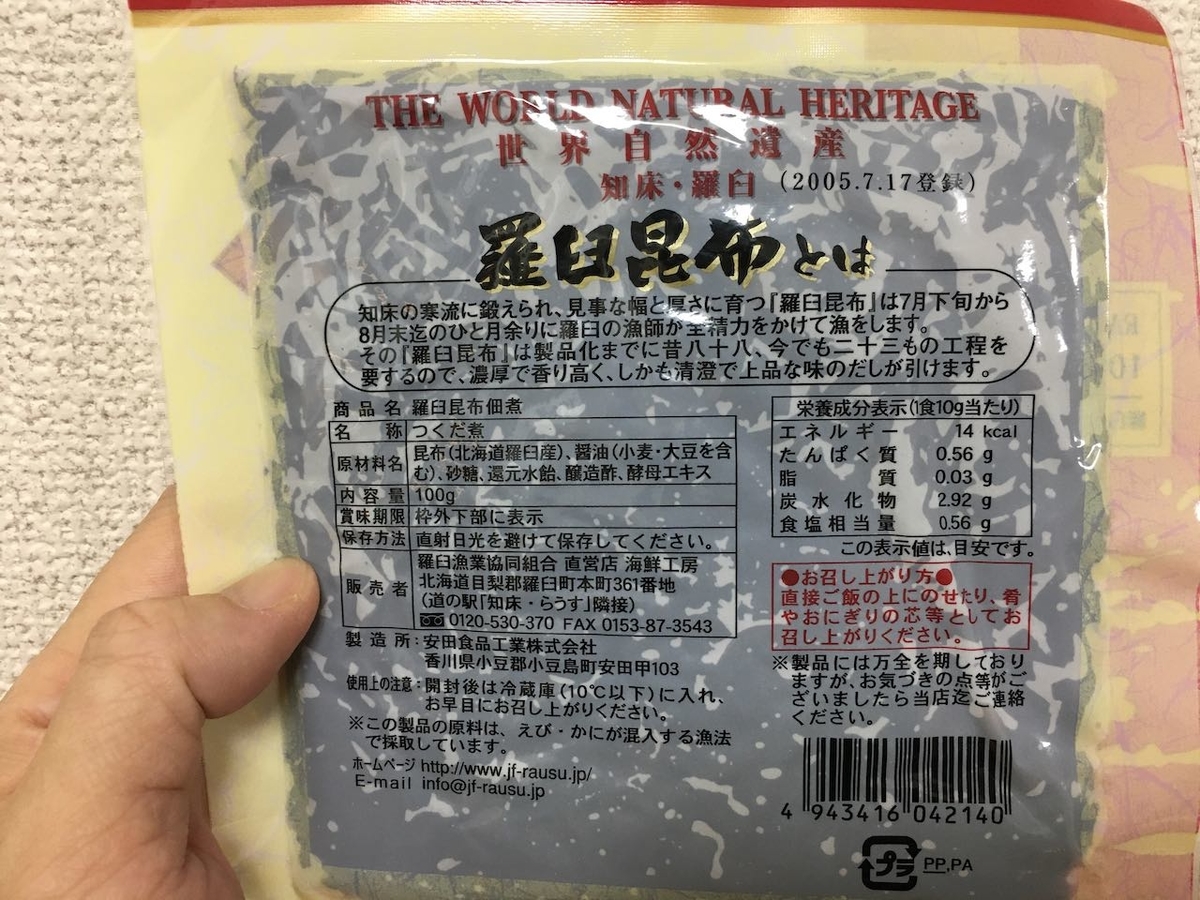 THE WORLD NATURAL HERITAGE
世界自然遺産
知床・羅臼 (2005.7.17登録)
羅臼昆布とは
知床の寒流に鍛えられ、見事な幅と厚さに育つ『羅臼昆布』は7月下旬から
8月末迄のひと月余りに羅臼の漁師が全精力をかけて漁をします。
その『羅臼昆布』は製品化までに昔八十八、今でも二十三もの工程を
要するので、濃厚で香り高く、しかも清澄で上品な味のだしが引けます。
商品名 羅臼昆布佃煮
名称 つくだ煮
原材料名 昆布(北海道羅臼産)、醤油(小麦・大豆を含
む)、砂糖、還元水飴、醸造酢、酵母エキス
内容量 100g
賞味期限 枠外下部に表示
保存方法 直射日光を避けて保存してください。
販売者 羅臼漁業協同組合 直営店 海鮮工房
北海道目梨郡羅臼町本町361番地
(道の駅「知床・らうす」隣接)
0120-530-370 FAX 0153-87-3543
製造所:安田食品工業株式会社
香川県小豆郡小豆島町安田甲103
使用上の注意:開封後は冷蔵庫(10℃以下)に入れ、
お早目にお召し上がりください。
※この製品の原料は、えび・かにが混入する漁法
で採取しています。
ホームページ http://www.jf-rausu.jp/
E-mail info@jf-rausu.jp
栄養成分表示(1食10g当たり)
エネルギー 14 kcal
たんぱく質 0.56 g
脂質 0.03 g
炭水化物 2.92 g
食塩相当量 0.56 g
この表示値は、目安です。
●お召し上がり方●
直接ご飯の上にのせたり、肴
やおにぎりの芯等としてお
召し上がりください。
※製品には万全を期しており
ますが、お気づきの点等がご
ざいましたら当店迄ご連絡
ください。
4 943416 042140
プラ PP,PA